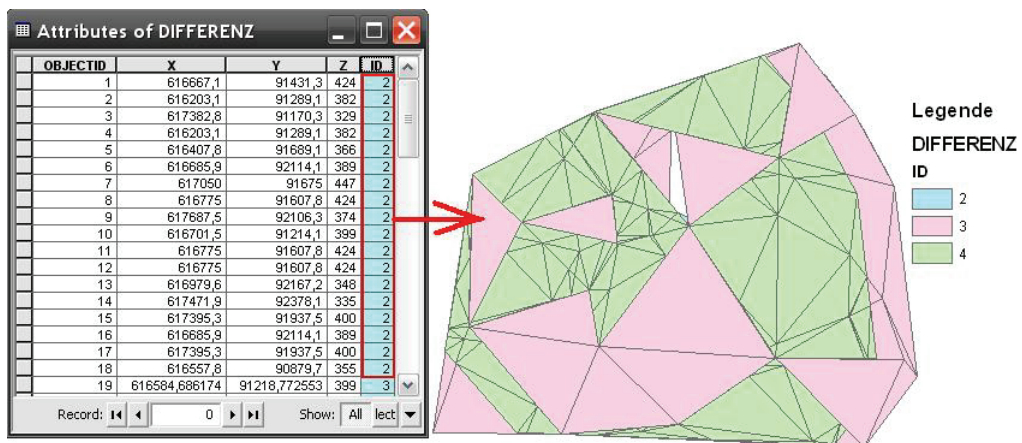 Attributes of DIFFERENZ
OBJECTID X Y Z ID
1 616667,1 91431,3 424 2
2 616203,1 91289,1 382 2
3 617382,8 91170,3 329 2
4 616203,1 91289,1 382 2
5 616407,8 91689,1 366 2
6 616685,9 92114,1 389 2
7 617050 91675 447 2
8 616775 91607,8 424 2
9 617687,5 92106,3 374 2
10 616701,5 91214,1 399 2
11 616775 91607,8 424 2
12 616775 91607,8 424 2
13 616979,6 92167,2 348 2
14 617471,9 92378,1 335 2
15 617395,3 91937,5 400 2
16 616685,9 92114,1 389 2
17 617395,3 91937,5 400 2
18 616557,8 90879,7 355 2
19 616584,686174 91218,772553 399 3
Record: 0 Show: All lect
Legende
DIFFERENZ
ID
2
3
4